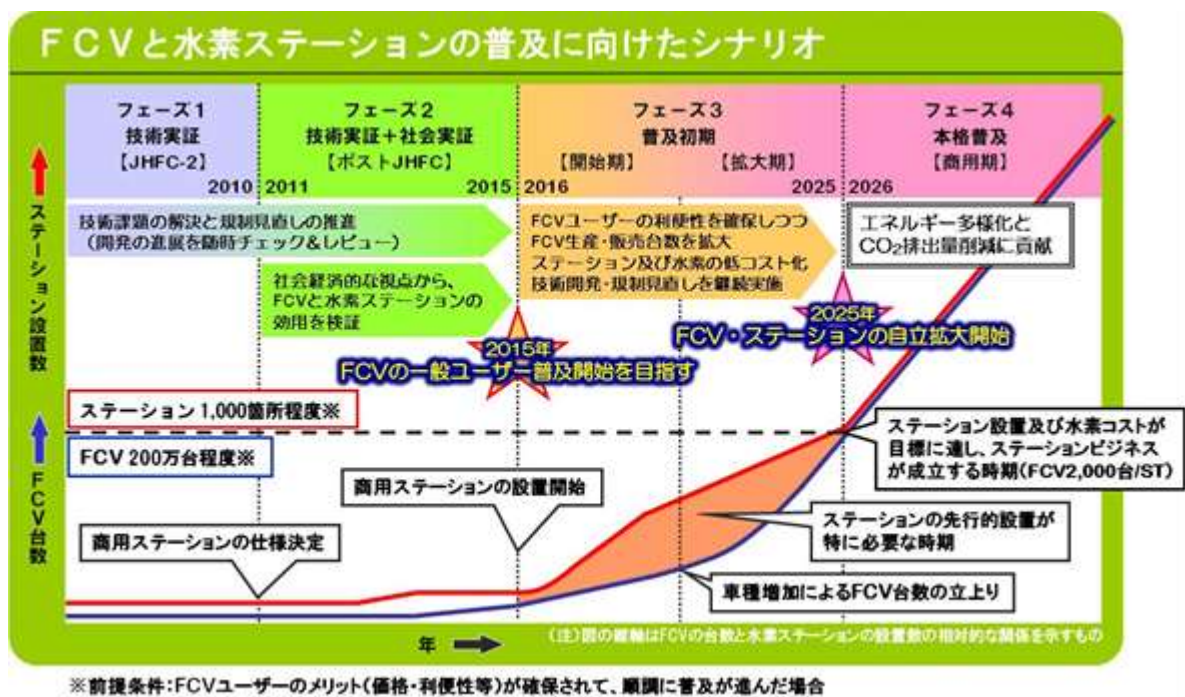 FCVと水素ステーションの普及に向けたシナリオ
フェーズ1
技術実証
【JHFC-2】
2010
フェーズ2
技術実証＋社会実証
【ポストJHFC】
2011
2015
フェーズ3
普及初期
【開始期】
【拡大期】
2016
2025
フェーズ4
本格普及
【商用期】
2026
技術課題の解決と規制見直しの推進
（開発の進展を随時チェック＆レビュー）
社会経済的な視点から、
FCVと水素ステーションの
効用を検証
FCVユーザーの利便性を確保しつつ
FCV生産・販売台数を拡大
ステーション及び水素の低コスト化
技術開発・規制見直しを継続実施
エネルギー多様化と
CO₂排出量削減に貢献
2015年
FCVの一般ユーザー普及開始を目指す
2025年
FCV・ステーションの自立拡大開始
ステーション設置数
FCV台数
ステーション1,000箇所程度※
FCV 200万台程度※
商用ステーションの仕様決定
商用ステーションの設置開始
ステーション設置及び水素コストが
目標に達し、ステーションビジネス
が成立する時期（FCV2,000台/ST）
ステーションの先行的設置が
特に必要な時期
車種増加によるFCV台数の立上り
年
（注）図の縦軸はFCVの台数と水素ステーションの設置数の相対的な関係を示すもの
※前提条件：FCVユーザーのメリット（価格・利便性等）が確保されて、順調に普及が進んだ場合